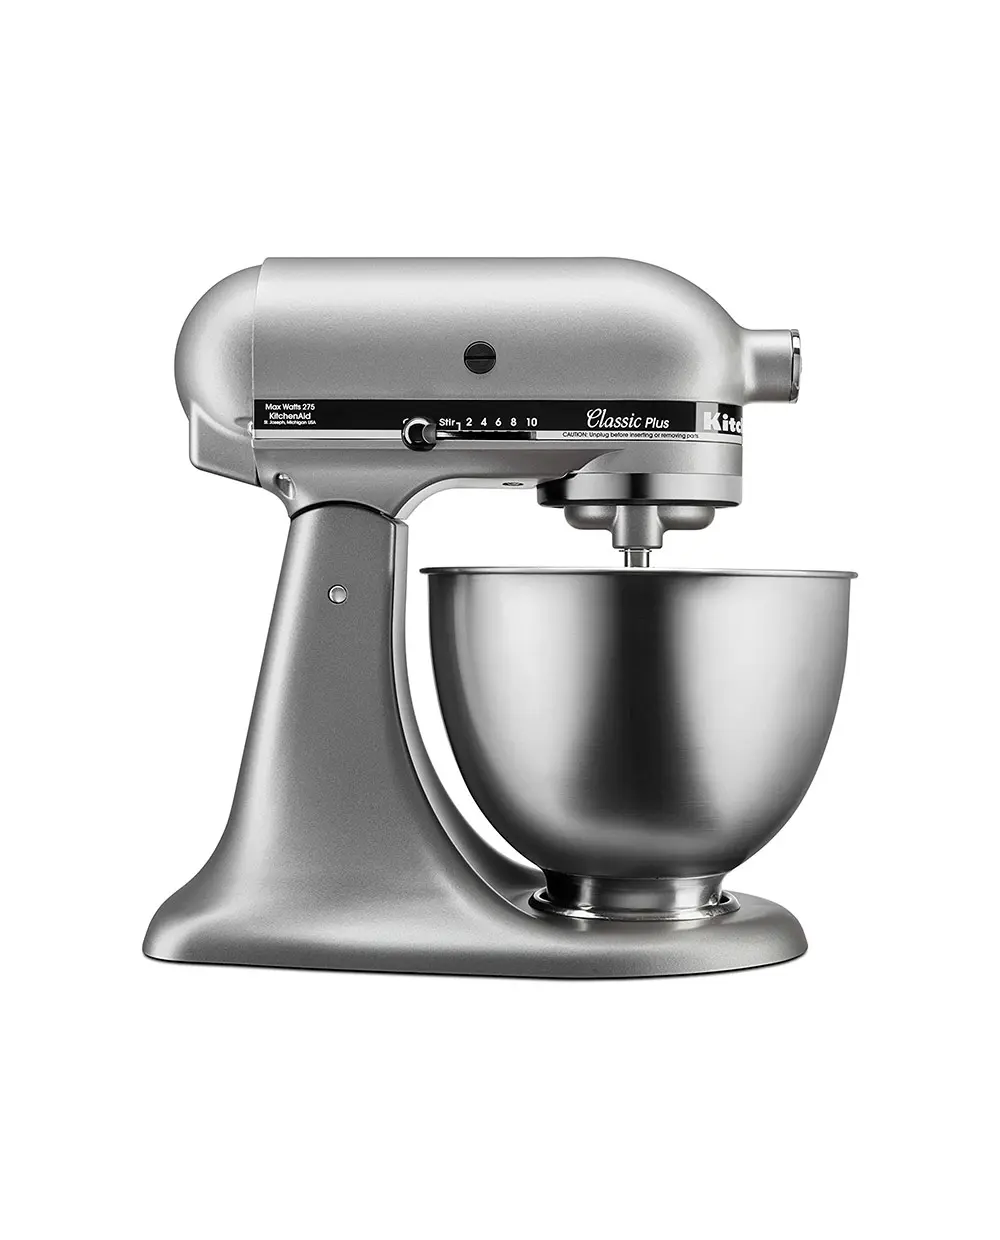 Max Watts 275
KitchenAid
St. Joseph, Michigan USA
Stir 2 4 6 8 10
Classic Plus
CAUTION: Unplug before inserting or removing parts
Kitc